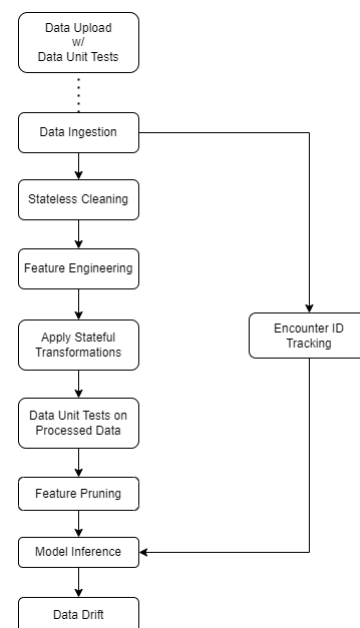 Data Upload
w/
Data Unit Tests
Data Ingestion
Stateless Cleaning
Feature Engineering
Encounter ID
Tracking
Apply Stateful
Transformations
Data Unit Tests on
Processed Data
Feature Pruning
Model Inference
Data Drift